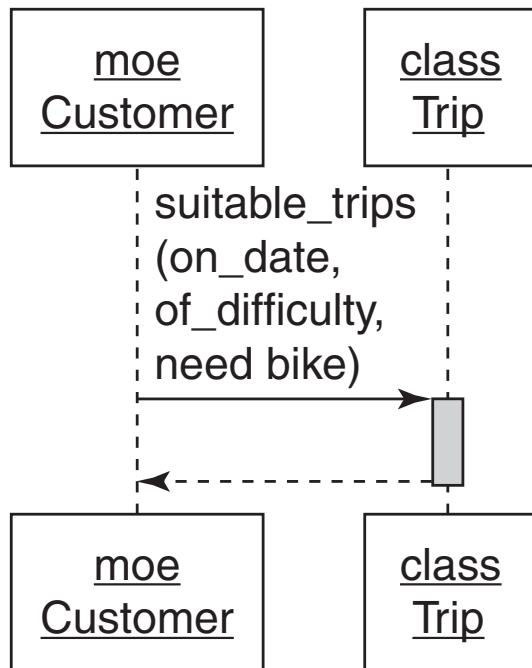 moe
Customer
class
Trip
suitable_trips
(on_date,
of_difficulty,
need bike)
moe
Customer
class
Trip